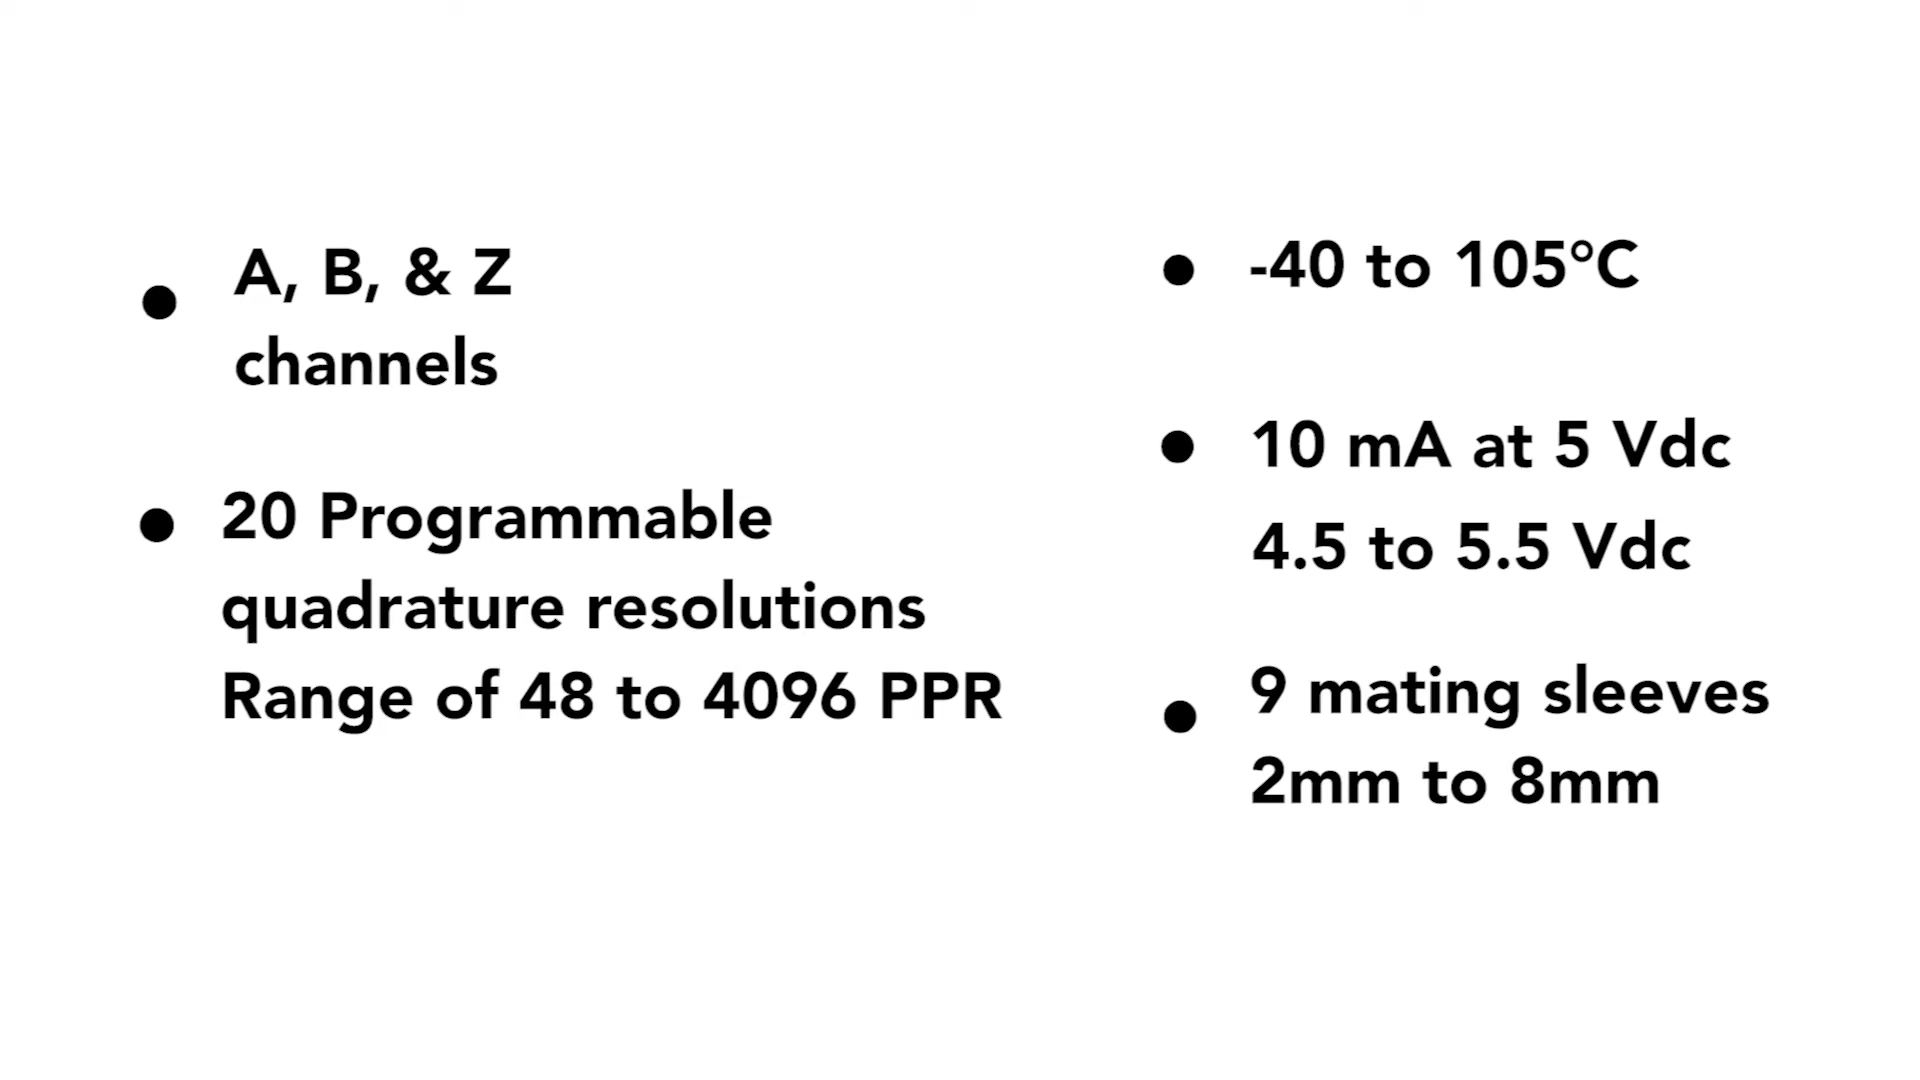 A, B, & Z
channels
20 Programmable
quadrature resolutions
Range of 48 to 4096 PPR
-40 to 105°C
10 mA at 5 Vdc
4.5 to 5.5 Vdc
9 mating sleeves
2mm to 8mm